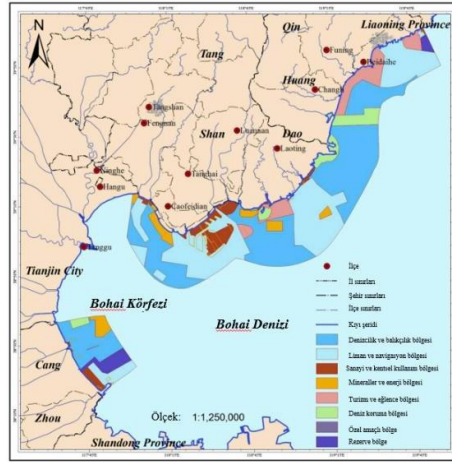 N
Liaoning Province
Qin
Tang
Funing
Beidaihe
Huang
Changli
Tangshan
Fengnan
Shan
Luannan
Dao
Laoting
Ninghe
Tanghai
Hangu
Caofeidian
Tanggu
Tianjin City
Bohai Körfezi
Bohai Denizi
Cang
Zhou
Ölçek: 1:1,250,000
Shandong Province
İlçe
İl sınırları
Şehir sınırları
İlçe sınırları
Kıyı şeridi
Denizcilik ve balıkçılık bölgesi
Liman ve navigasyon bölgesi
Sanayi ve kentsel kullanım bölgesi
Mineraller ve enerji bölgesi
Turizm ve eğlence bölgesi
Deniz koruma bölgesi
Özel amaçlı bölge
Rezerve bölge